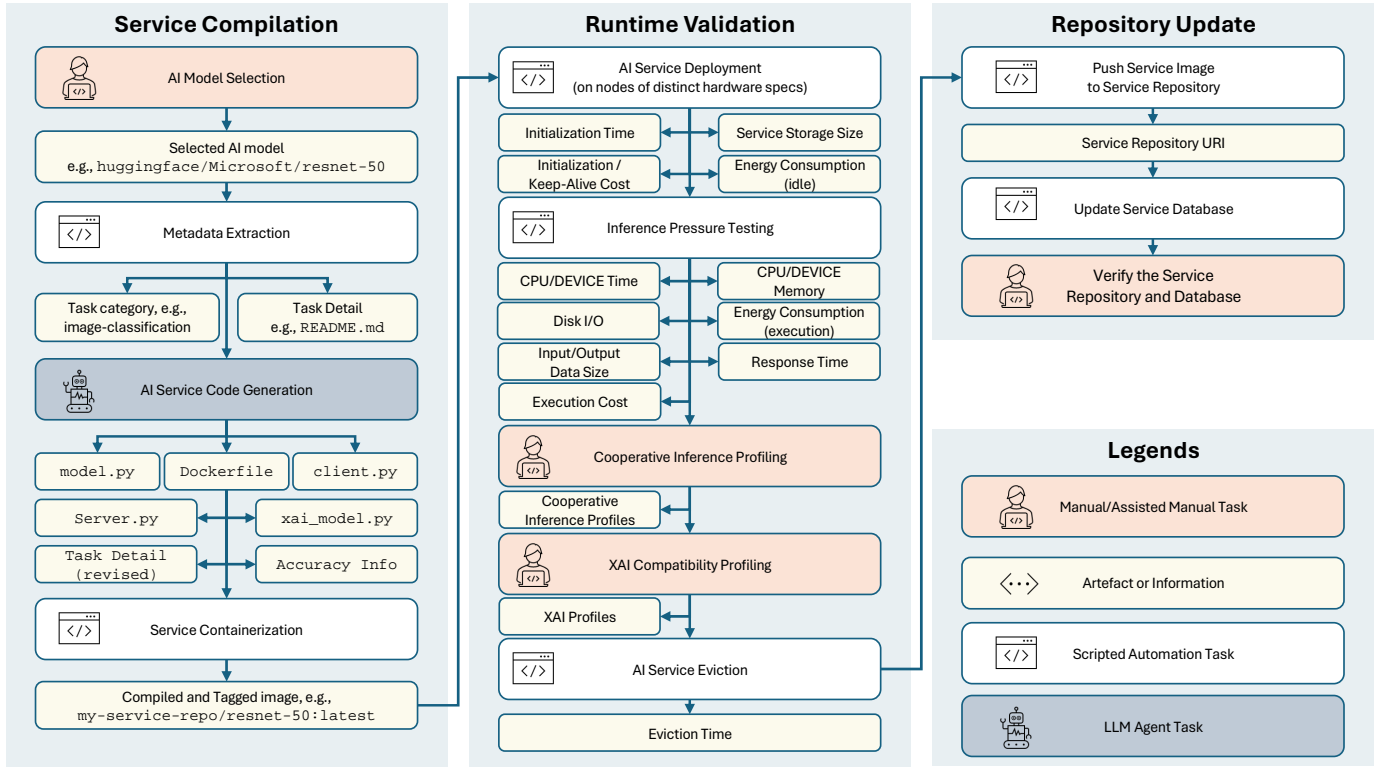 Service Compilation
AI Model Selection
Selected AI model
e.g., huggingface/Microsoft/resnet-50
</>
Metadata Extraction
Task category, e.g.,
image-classification
Task Detail
e.g., README.md
AI Service Code Generation
model.py
Dockerfile
client.py
Server.py
xai_model.py
Task Detail
(revised)
Accuracy Info
</>
Service Containerization
Compiled and Tagged image, e.g.,
my-service-repo/resnet-50:latest
Runtime Validation
</>
AI Service Deployment
(on nodes of distinct hardware specs)
Initialization Time
Service Storage Size
Initialization /
Keep-Alive Cost
Energy Consumption
(idle)
</>
Inference Pressure Testing
CPU/DEVICE Time
CPU/DEVICE
Memory
Disk I/O
Energy Consumption
(execution)
Input/Output
Data Size
Response Time
Execution Cost
Cooperative Inference Profiling
Cooperative
Inference Profiles
XAI Compatibility Profiling
XAI Profiles
</>
AI Service Eviction
Eviction Time
Repository Update
</>
Push Service Image
to Service Repository
Service Repository URI
</>
Update Service Database
Verify the Service
Repository and Database
Legends
Manual/Assisted Manual Task
Artefact or Information
</>
Scripted Automation Task
LLM Agent Task